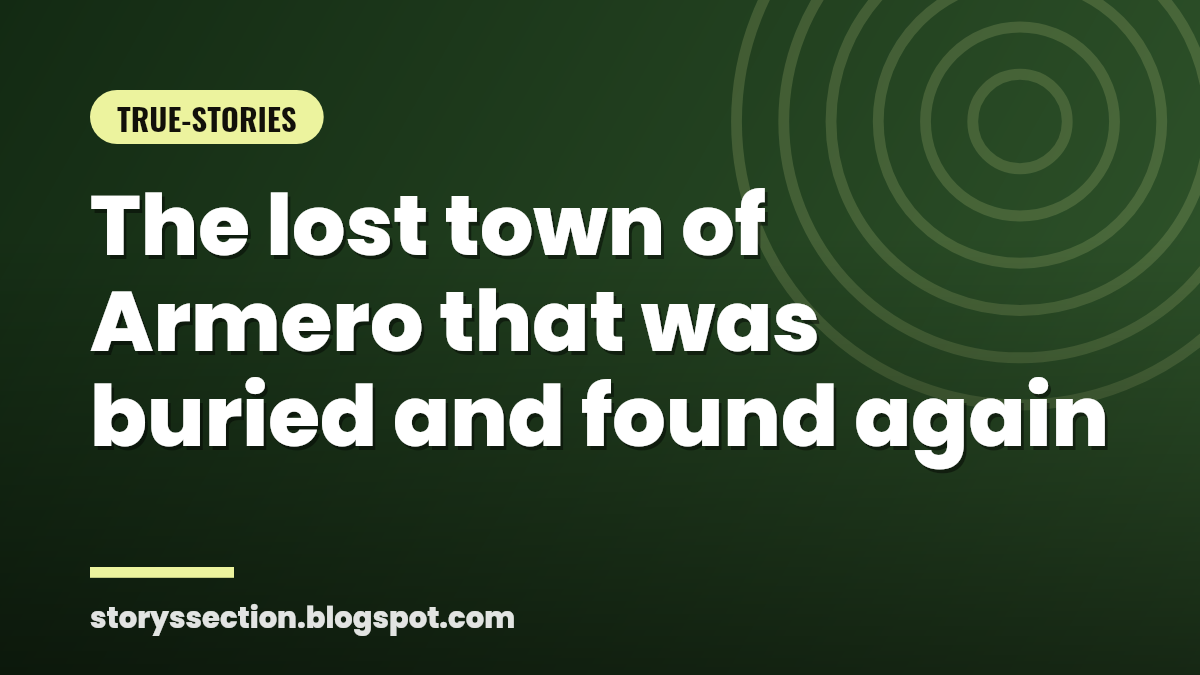 TRUE-STORIES
The lost town of
Armero that was
buried and found again
storyssection.blogspot.com